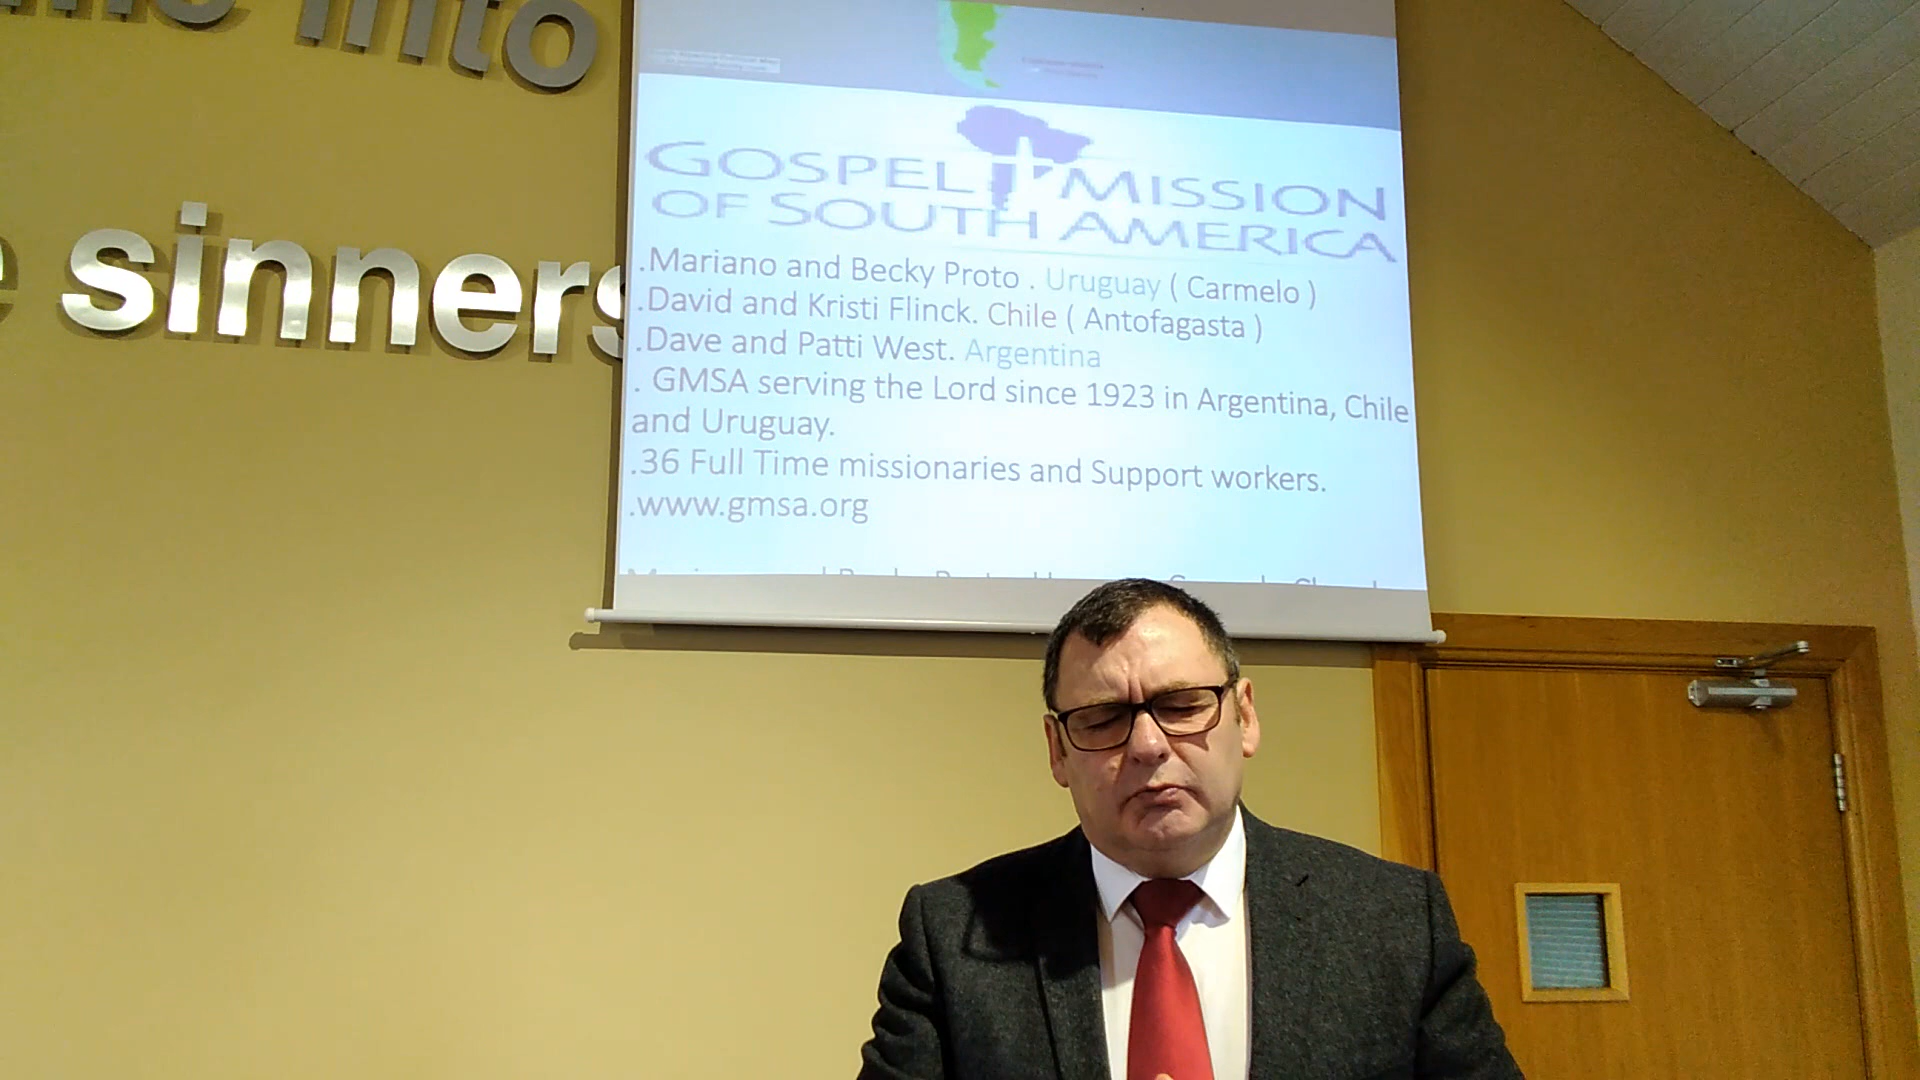 into
sinners
GOSPEL MISSION
OF SOUTH AMERICA
.Mariano and Becky Proto . Uruguay ( Carmelo )
.David and Kristi Flinck. Chile ( Antofagasta )
.Dave and Patti West. Argentina
. GMSA serving the Lord since 1923 in Argentina, Chile
and Uruguay.
.36 Full Time missionaries and Support workers.
.www.gmsa.org